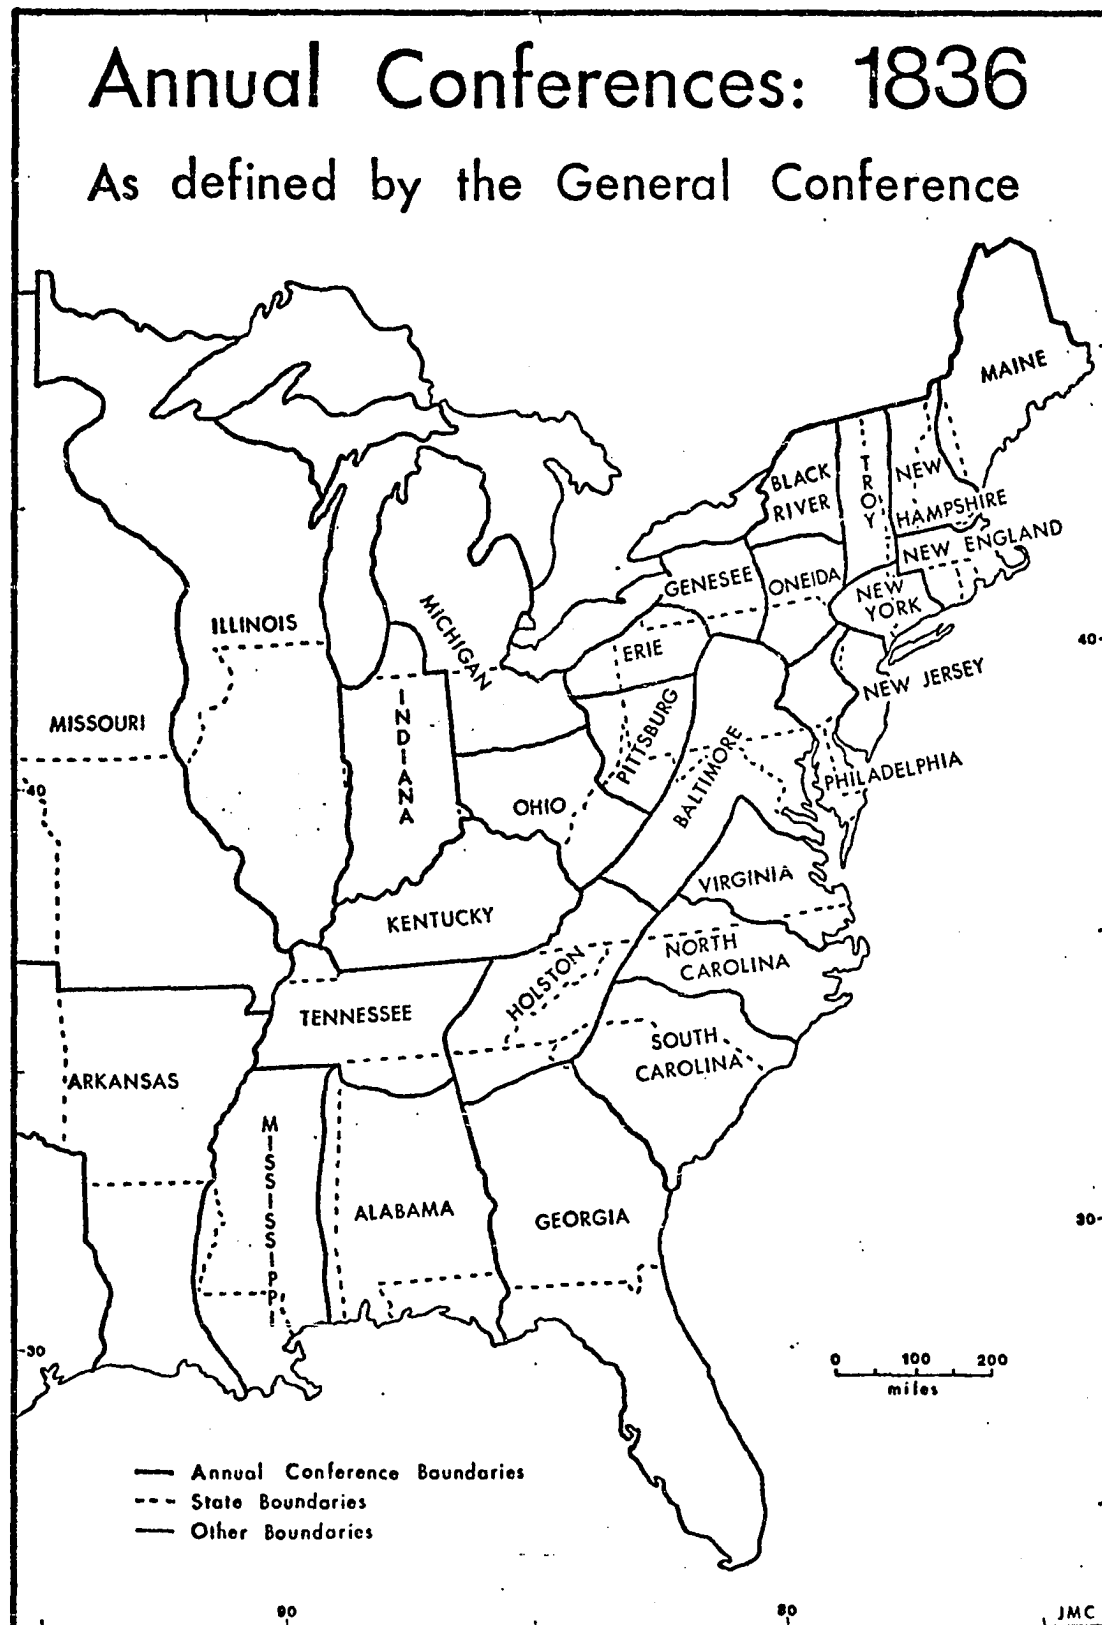 Annual Conferences: 1836
As defined by the General Conference
MAINE
BLACK
RIVER
TROY
NEW
HAMPSHIRE
NEW ENGLAND
GENESEE
ONEIDA
NEW
YORK
MICHIGAN
ILLINOIS
ERIE
40
NEW JERSEY
MISSOURI
INDIANA
PITTSBURG
BALTIMORE
PHILADELPHIA
40
OHIO
VIRGINIA
KENTUCKY
NORTH
CAROLINA
HOLSTON
TENNESSEE
SOUTH
CAROLINA
ARKANSAS
MISSISSIPPI
ALABAMA
GEORGIA
30
30
0 100 200
miles
Annual Conference Boundaries
State Boundaries
Other Boundaries
90
80
JMC